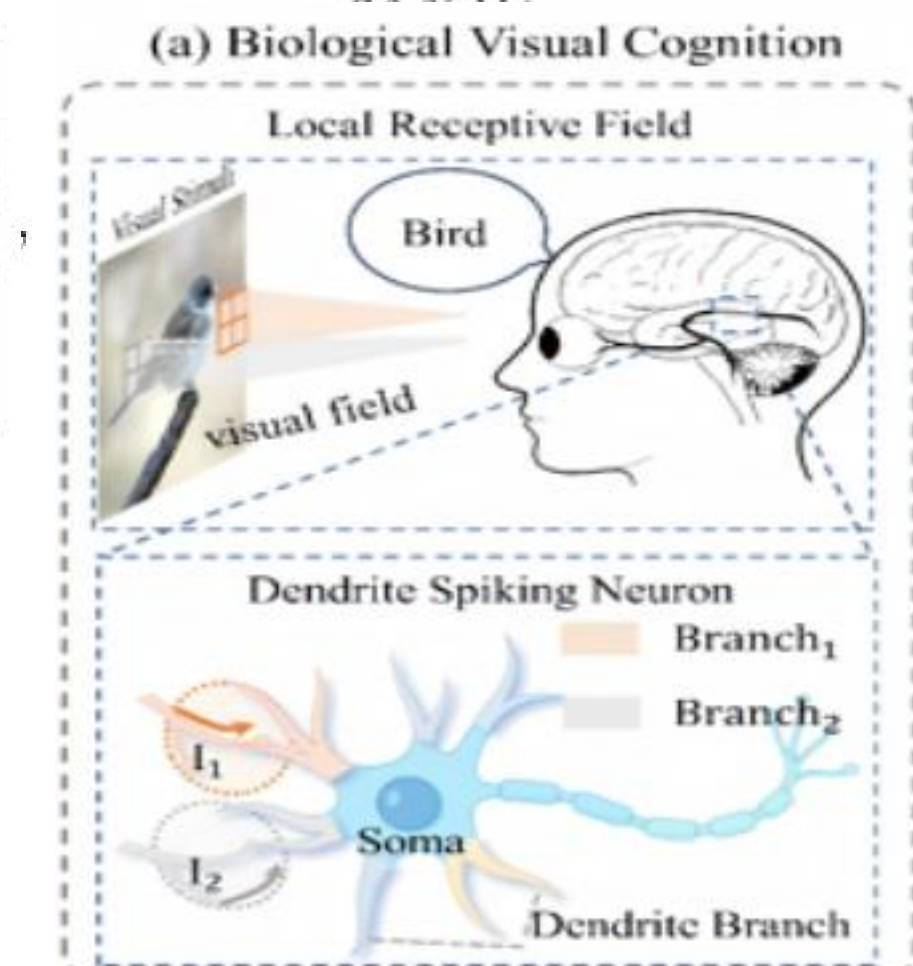 (a) Biological Visual Cognition
Local Receptive Field
Visual Stimuli
Bird
visual field
Dendrite Spiking Neuron
Branch₁
Branch₂
I₁
Soma
I₂
Dendrite Branch